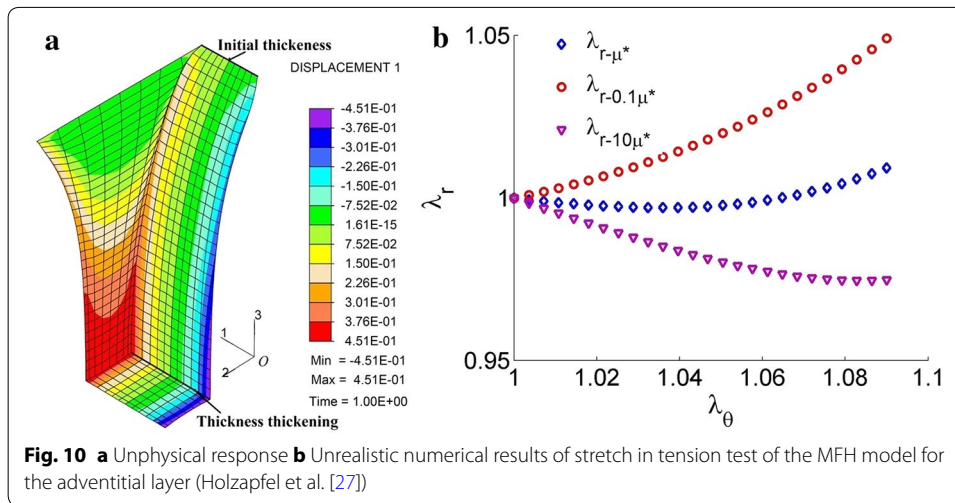 a
Initial thickeness
DISPLACEMENT 1
-4.51E-01
-3.76E-01
-3.01E-01
-2.26E-01
-1.50E-01
-7.52E-02
1.61E-15
7.52E-02
1.50E-01
2.26E-01
3.01E-01
3.76E-01
4.51E-01
Min = -4.51E-01
Max = 4.51E-01
Time = 1.00E+00
3
1
2
O
Thickness thickening
b
1.05
1
0.95
λr
λr-μ*
λr-0.1μ*
λr-10μ*
1 1.02 1.04 1.06 1.08 1.1
λθ
Fig. 10 a Unphysical response b Unrealistic numerical results of stretch in tension test of the MFH model for
the adventitial layer (Holzapfel et al. [27])